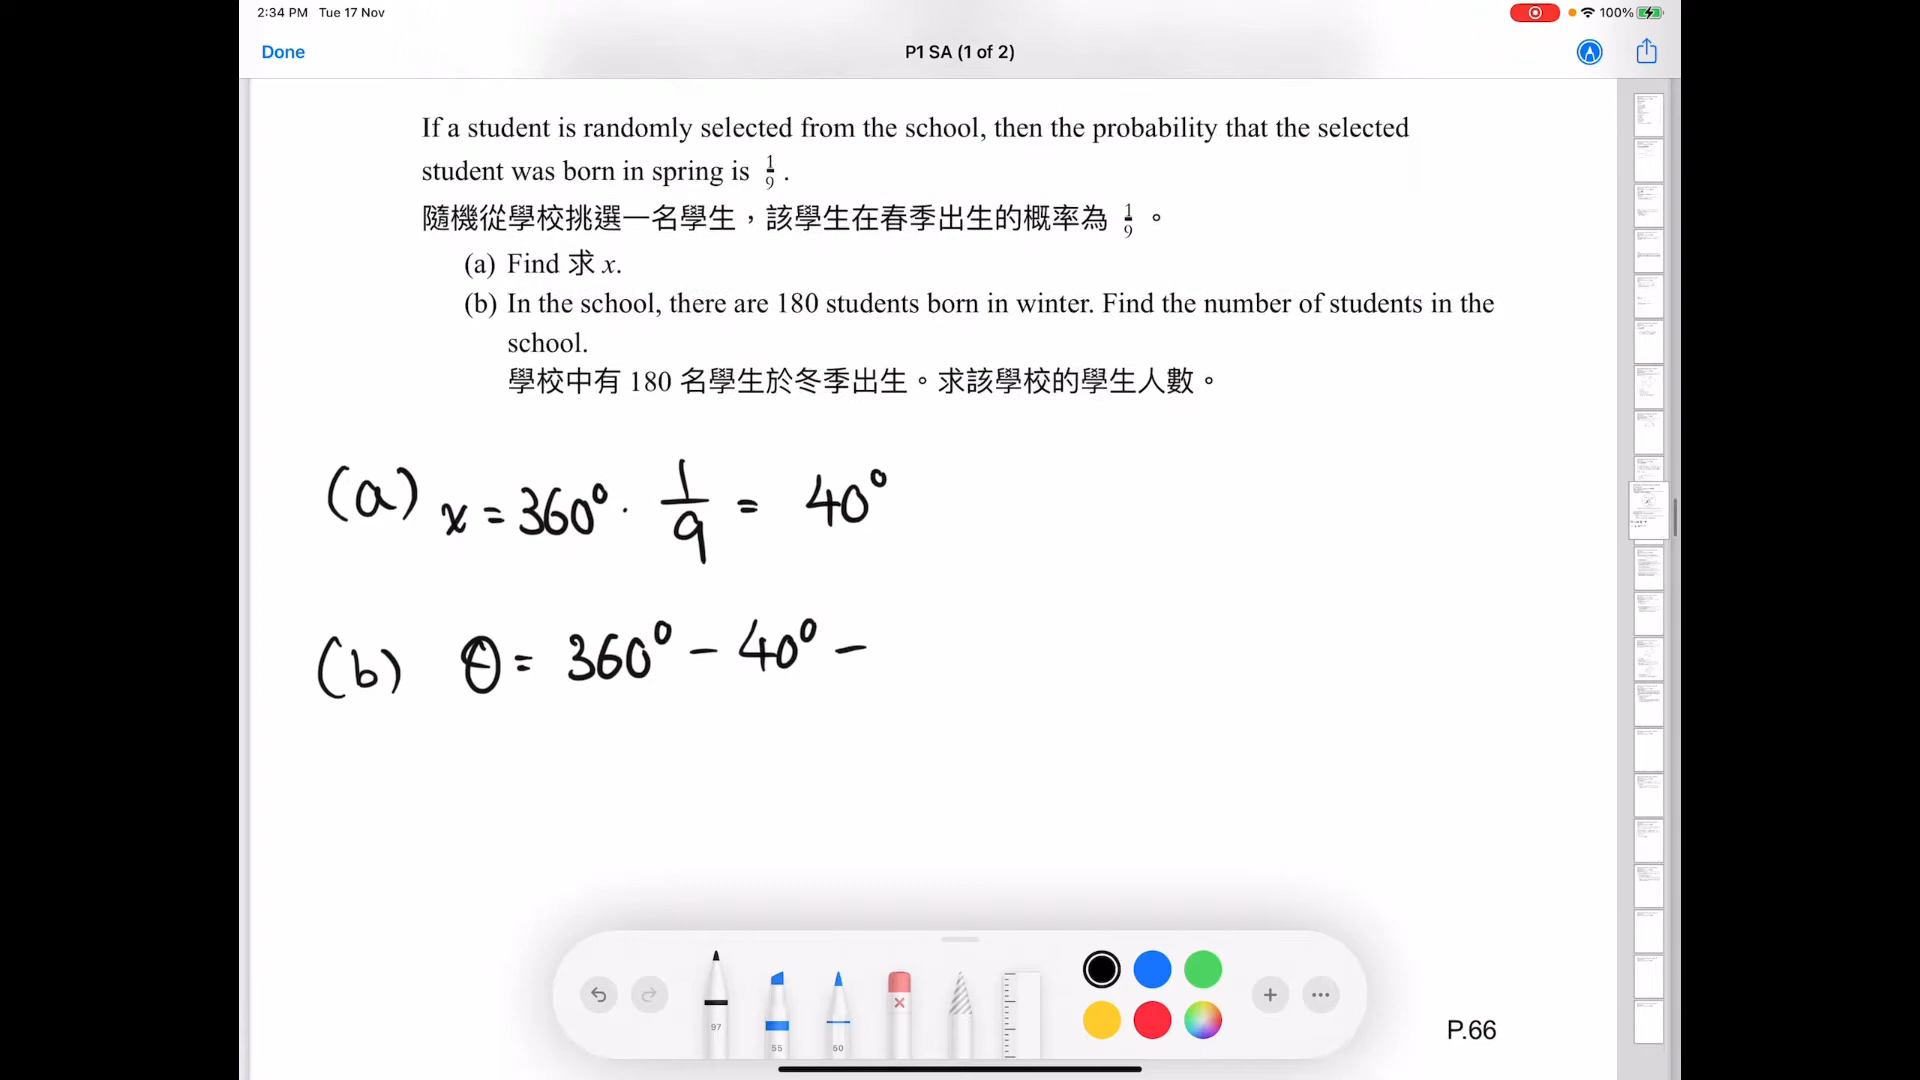 2:34 PM Tue 17 Nov
100%
Done
P1 SA (1 of 2)
If a student is randomly selected from the school, then the probability that the selected
student was born in spring is 1/9 .
隨機從學校挑選一名學生，該學生在春季出生的概率為 1/9 。
(a) Find 求 x.
(b) In the school, there are 180 students born in winter. Find the number of students in the
school.
學校中有 180 名學生於冬季出生。求該學校的學生人數。
(a) x = 360° · 1/9 = 40°
(b) θ = 360° – 40° –
97
55
50
P.66